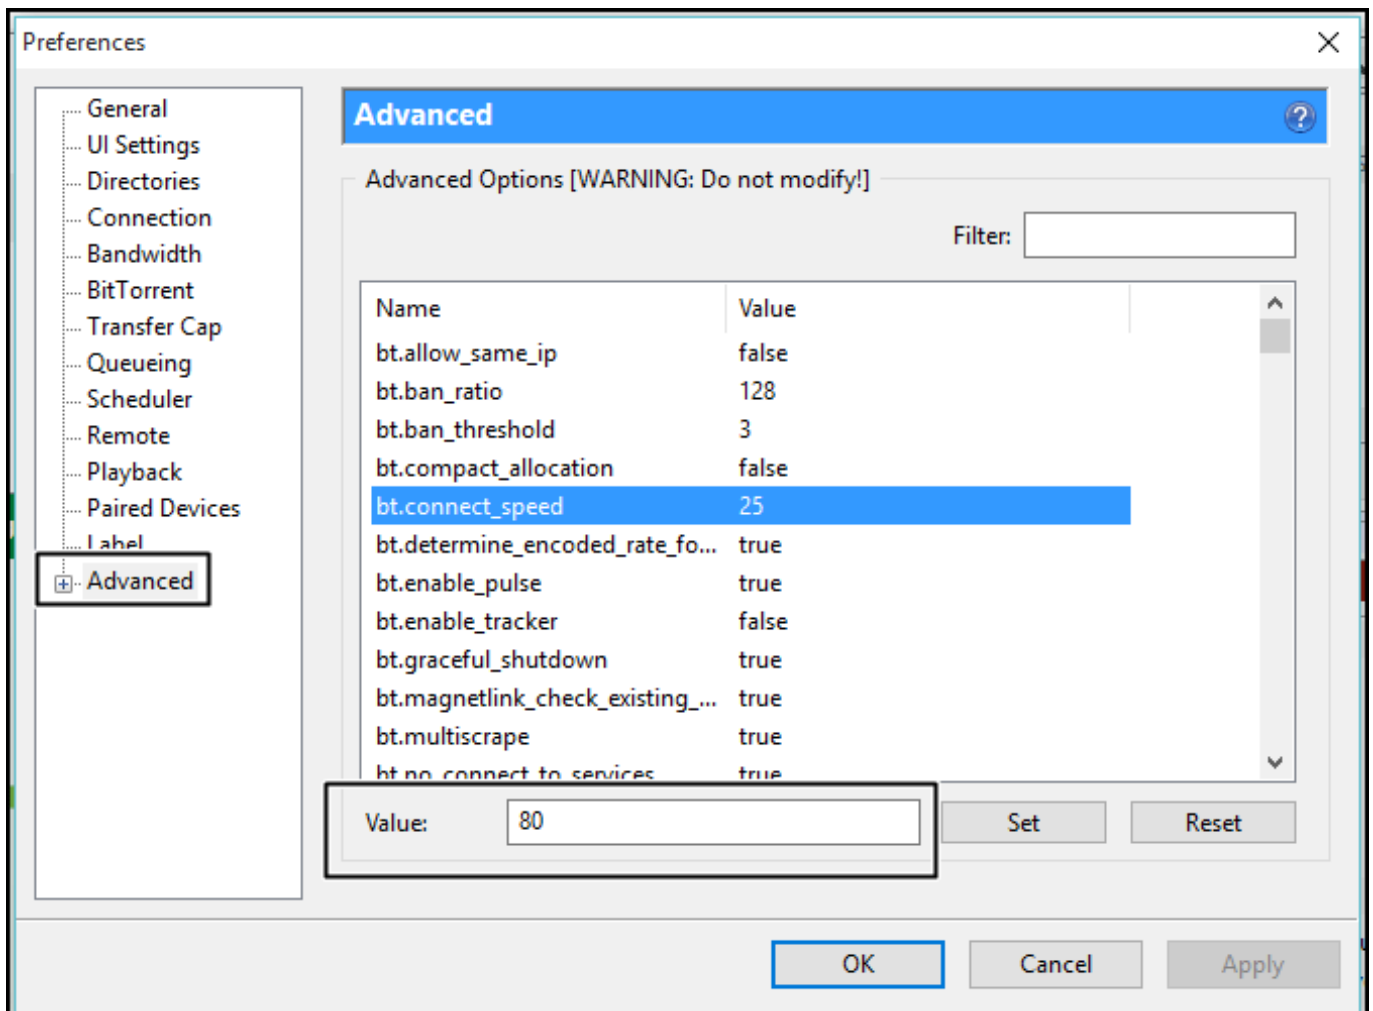 Preferences
General
UI Settings
Directories
Connection
Bandwidth
BitTorrent
Transfer Cap
Queueing
Scheduler
Remote
Playback
Paired Devices
Label
Advanced
Advanced
Advanced Options [WARNING: Do not modify!]
Filter:
Name Value
bt.allow_same_ip false
bt.ban_ratio 128
bt.ban_threshold 3
bt.compact_allocation false
bt.connect_speed 25
bt.determine_encoded_rate_fo... true
bt.enable_pulse true
bt.enable_tracker false
bt.graceful_shutdown true
bt.magnetlink_check_existing_... true
bt.multiscrape true
bt.no_connect_to_services true
Value: 80 Set Reset
OK Cancel Apply